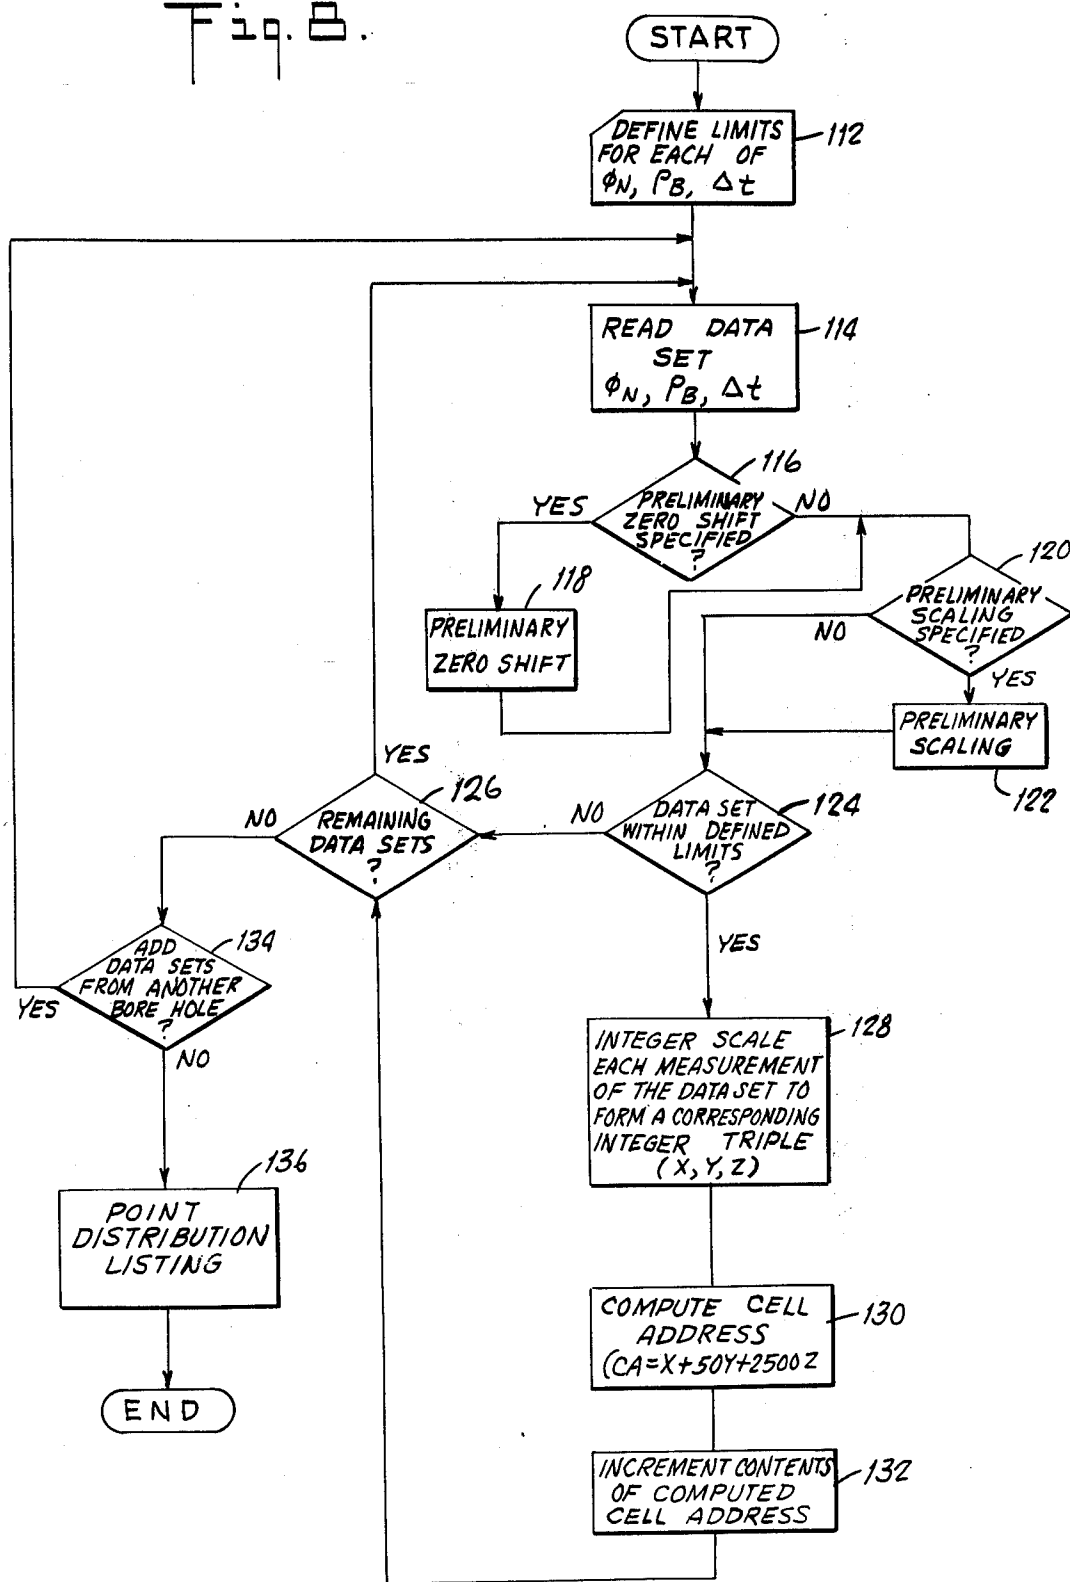 Fig. 8.
START
DEFINE LIMITS
FOR EACH OF
ΦN, ρB, Δt
112
READ DATA
SET
ΦN, ρB, Δt
114
116
YES
PRELIMINARY
ZERO SHIFT
SPECIFIED
?
NO
118
PRELIMINARY
ZERO SHIFT
120
PRELIMINARY
SCALING
SPECIFIED
?
NO
YES
PRELIMINARY
SCALING
122
YES
126
NO
REMAINING
DATA SETS
?
NO
DATA SET
WITHIN DEFINED
LIMITS
?
124
YES
134
ADD
DATA SETS
FROM ANOTHER
BORE HOLE
?
YES
NO
INTEGER SCALE
EACH MEASUREMENT
OF THE DATA SET TO
FORM A CORRESPONDING
INTEGER TRIPLE
(X, Y, Z)
128
136
POINT
DISTRIBUTION
LISTING
COMPUTE CELL
ADDRESS
(CA=X+50Y+2500Z
130
END
INCREMENT CONTENTS
OF COMPUTED
CELL ADDRESS
132